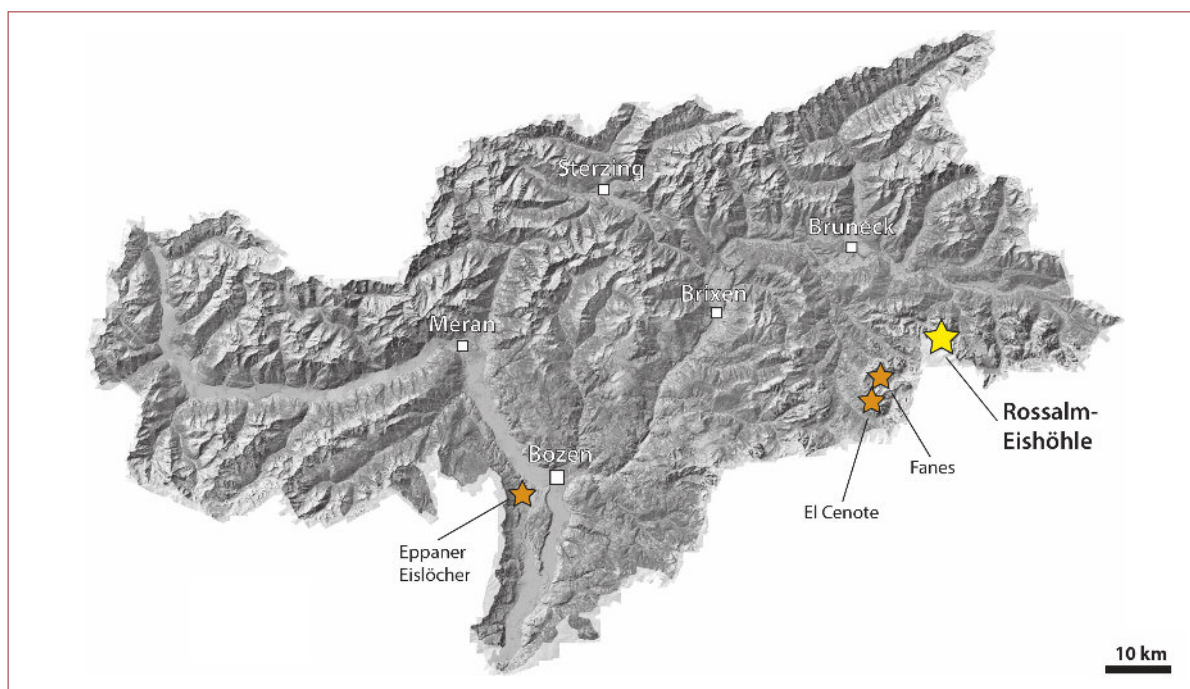 Sterzing
Bruneck
Brixen
Meran
Rossalm-
Eishöhle
Fanes
Bozen
El Cenote
Eppaner
Eislöcher
10 km